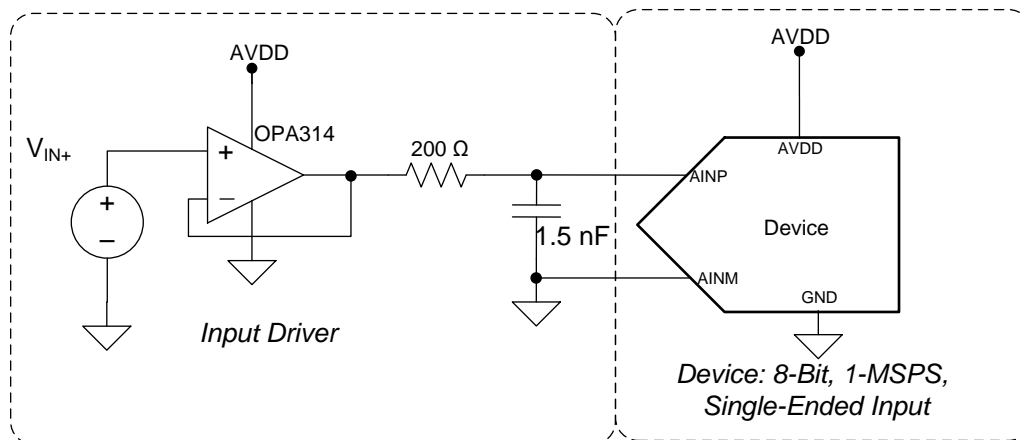 AVDD
OPA314
VIN+
+
−
+
−
200 Ω
1.5 nF
Input Driver
AVDD
AVDD
AINP
Device
AINM
GND
Device: 8-Bit, 1-MSPS,
Single-Ended Input